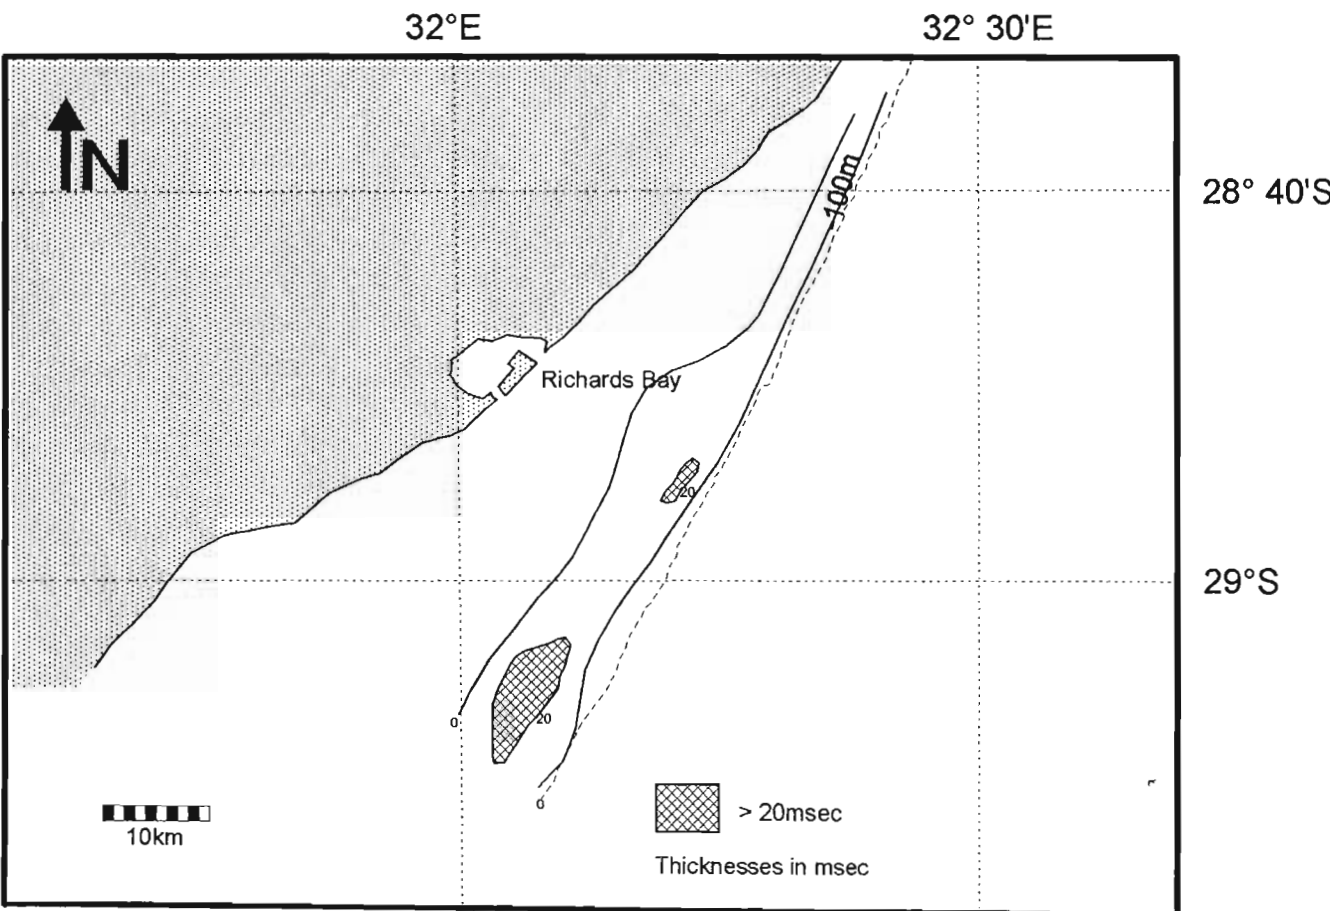 32°E
32° 30'E
N
-100m
28° 40'S
Richards Bay
20
29°S
0
20
0
> 20msec
10km
Thicknesses in msec